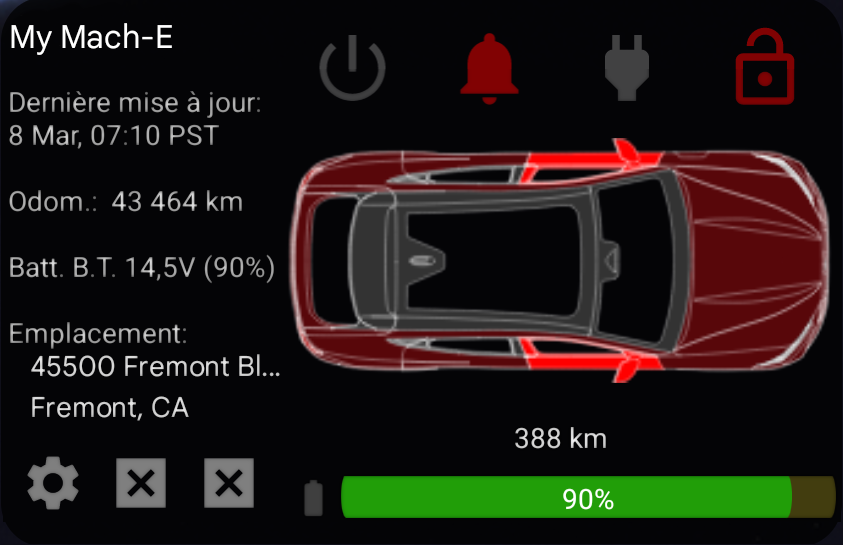 My Mach-E
Dernière mise à jour:
8 Mar, 07:10 PST
Odom.: 43 464 km
Batt. B.T. 14,5V (90%)
Emplacement:
45500 Fremont Bl...
Fremont, CA
388 km
90%